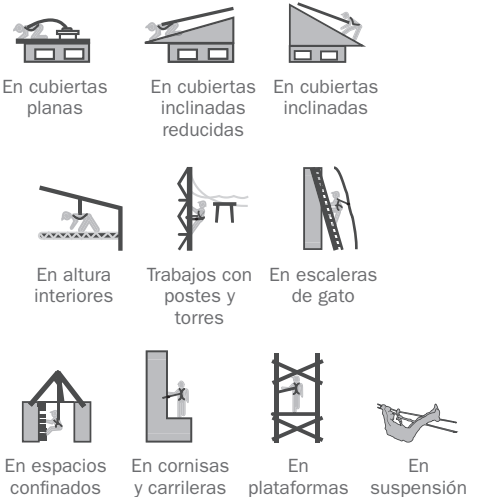 En cubiertas
planas
En cubiertas
inclinadas
reducidas
En cubiertas
inclinadas
En altura
interiores
Trabajos con
postes y
torres
En escaleras
de gato
En espacios
confinados
En cornisas
y carrileras
En
plataformas
En
suspensión